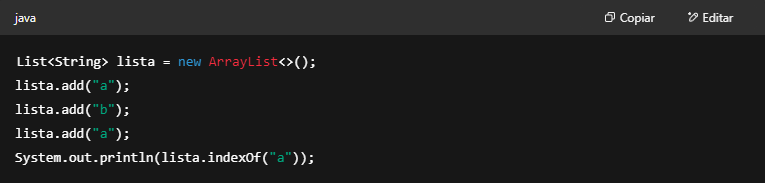 java Copiar Editar
List<String> lista = new ArrayList<>();
lista.add("a");
lista.add("b");
lista.add("a");
System.out.println(lista.indexOf("a"));